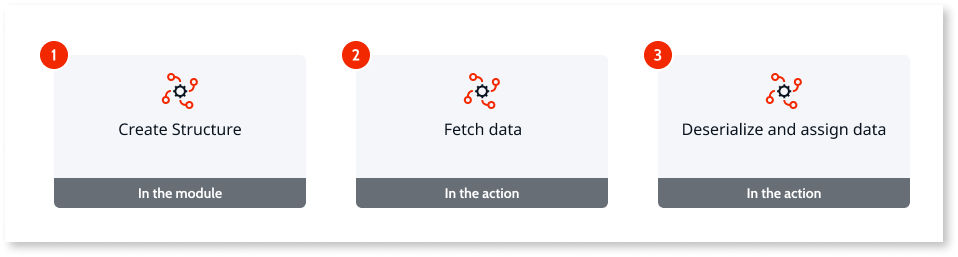 1
Create Structure
In the module
2
Fetch data
In the action
3
Deserialize and assign data
In the action